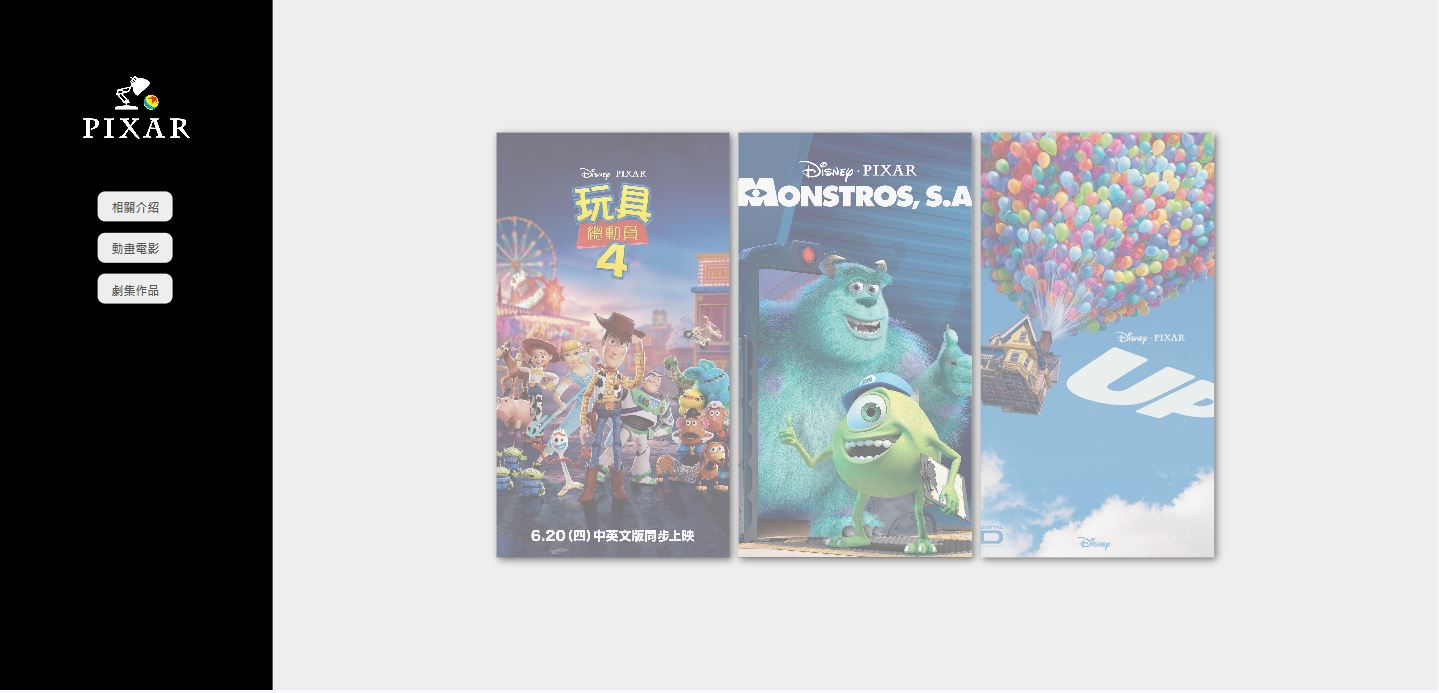 PIXAR
相關介紹
動畫電影
劇集作品
Disney · PIXAR
玩具
總動員
4
TICK
6.20 (四) 中英文版同步上映
Disney · PIXAR
MONSTROS, S.A
Disney · PIXAR
UP
DIGITAL
D
Disney